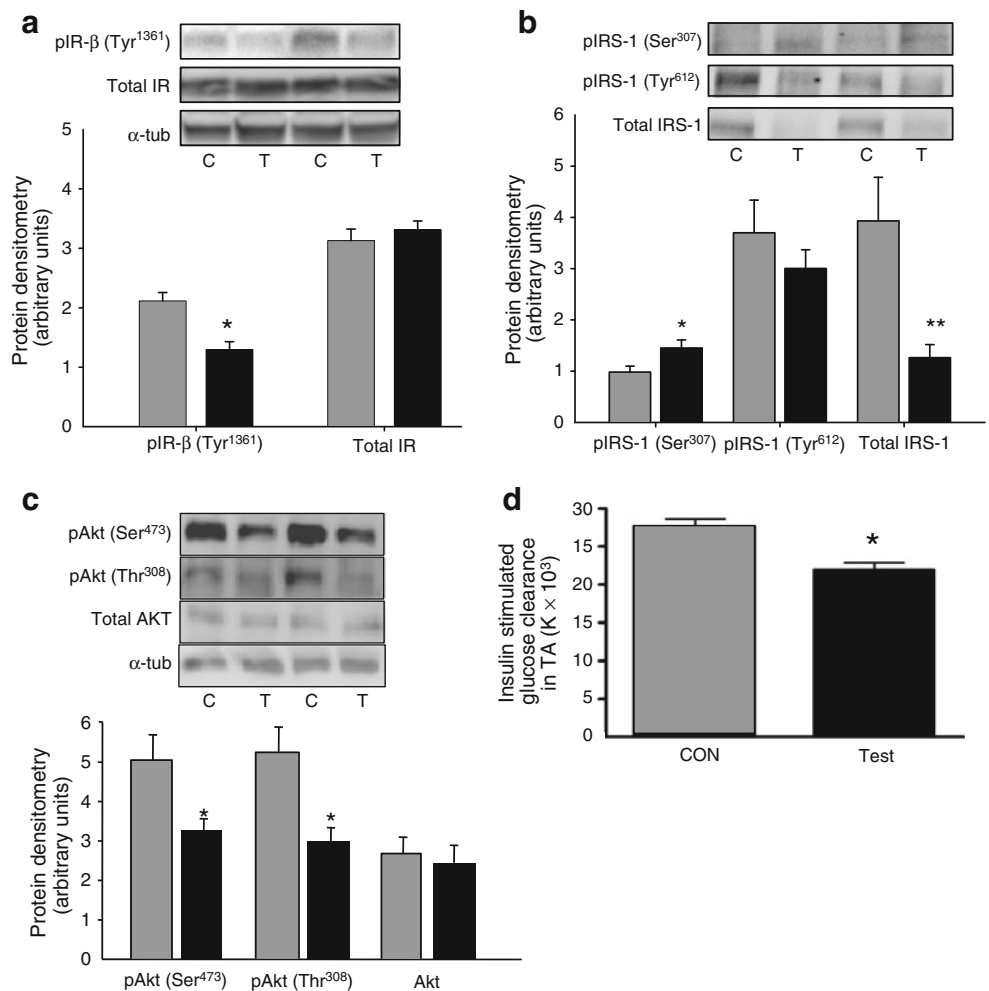 a
pIR-β (Tyr1361)
Total IR
α-tub
C T C T
Protein densitometry
(arbitrary units)
5
4
3
2
1
0
*
pIR-β (Tyr1361) Total IR
b
pIRS-1 (Ser307)
pIRS-1 (Tyr612)
Total IRS-1
C T C T
Protein densitometry
(arbitrary units)
6
5
4
3
2
1
0
*
**
pIRS-1 (Ser307) pIRS-1 (Tyr612) Total IRS-1
c
pAkt (Ser473)
pAkt (Thr308)
Total AKT
α-tub
C T C T
Protein densitometry
(arbitrary units)
6
5
4
3
2
1
0
*
*
pAkt (Ser473) pAkt (Thr308) Akt
d
Insulin stimulated
glucose clearance
in TA (K × 103)
30
15
20
15
10
5
0
*
CON Test